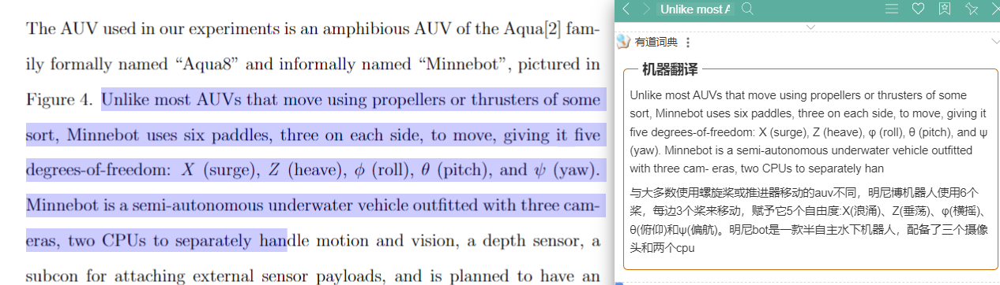 The AUV used in our experiments is an amphibious AUV of the Aqua[2] fam-
ily formally named “Aqua8” and informally named “Minnebot”, pictured in
Figure 4. Unlike most AUVs that move using propellers or thrusters of some
sort, Minnebot uses six paddles, three on each side, to move, giving it five
degrees-of-freedom: X (surge), Z (heave), ϕ (roll), θ (pitch), and ψ (yaw).
Minnebot is a semi-autonomous underwater vehicle outfitted with three cam-
eras, two CPUs to separately handle motion and vision, a depth sensor, a
subcon for attaching external sensor payloads, and is planned to have an
Unlike most A
有道词典
机器翻译
Unlike most AUVs that move using propellers or thrusters of some
sort, Minnebot uses six paddles, three on each side, to move, giving it
five degrees-of-freedom: X (surge), Z (heave), φ (roll), θ (pitch), and ψ
(yaw). Minnebot is a semi-autonomous underwater vehicle outfitted
with three cam- eras, two CPUs to separately han
与大多数使用螺旋桨或推进器移动的auv不同，明尼博机器人使用6个
桨，每边3个桨来移动，赋予它5个自由度:X(浪涌)、Z(垂荡)、φ(横摇)、
θ(俯仰)和ψ(偏航)。明尼bot是一款半自主水下机器人，配备了三个摄像
头和两个cpu